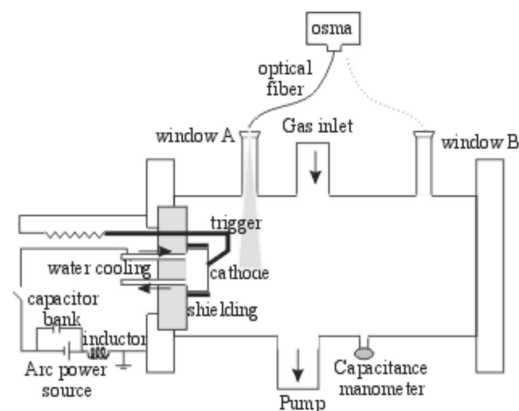 osma
optical
fiber
window A
Gas inlet
window B
trigger
water cooling
cathode
capacitor
bank
shielding
inductor
Arc power
source
Capacitance
manometer
Pump